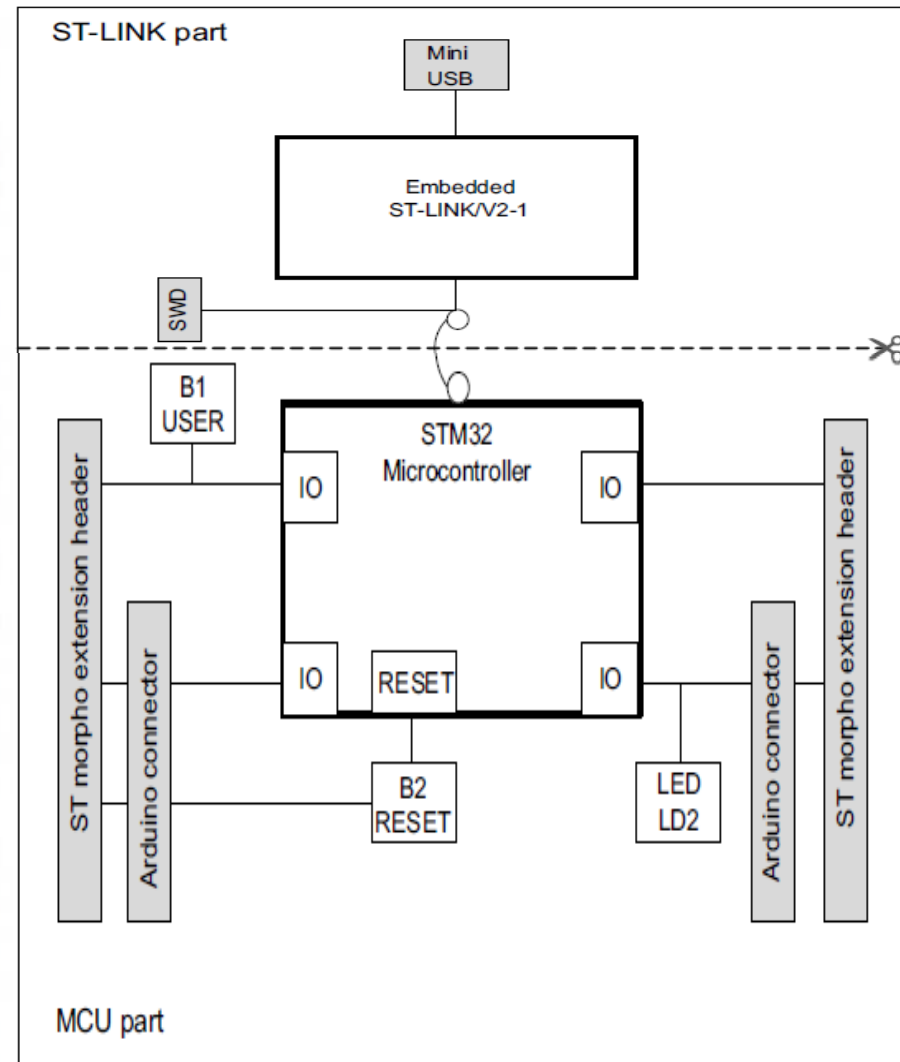 ST-LINK part
Mini
USB
Embedded
ST-LINK/V2-1
SWD
B1
USER
STM32
Microcontroller
IO
IO
ST morpho extension header
ST morpho extension header
Arduino connector
IO
RESET
IO
Arduino connector
B2
RESET
LED
LD2
MCU part